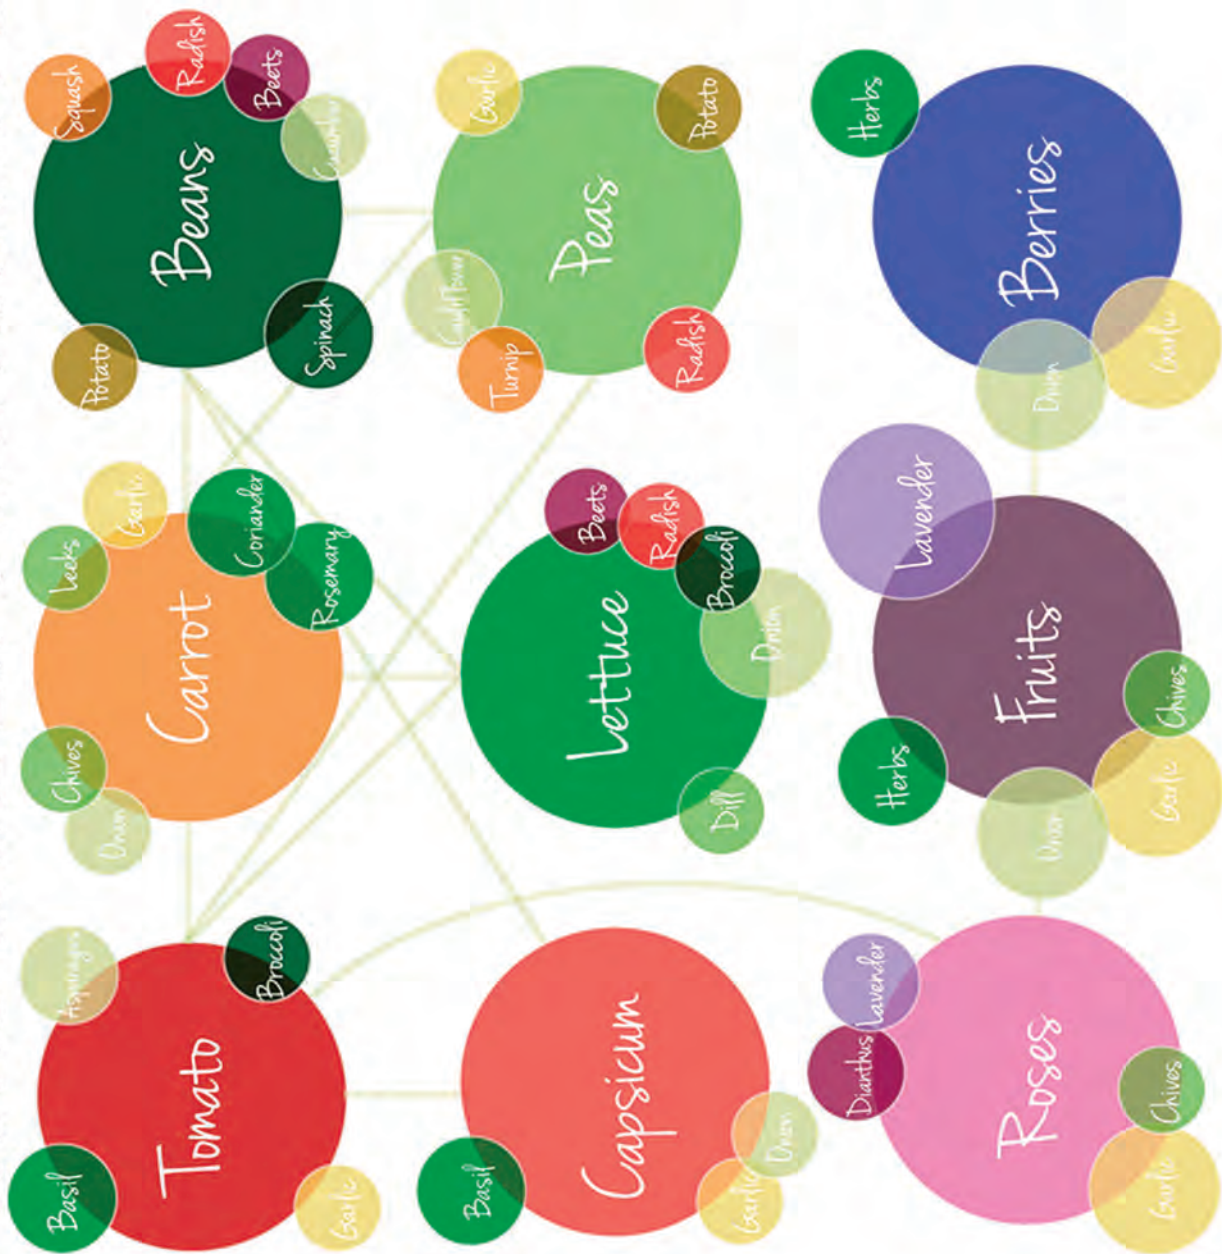 Basil
Asparagus
Tomato
Garlic
Broccoli
Chives
Leeks
Onion
Garlic
Carrot
Coriander
Rosemary
Squash
Potato
Radish
Beans
Beets
Spinach
Cucumber
Basil
Capsicum
Garlic
Onion
Beets
Lettuce
Radish
Dill
Broccoli
Onion
Cauliflower
Garlic
Turnip
Peas
Radish
Potato
Dianthus
Lavender
Roses
Garlic
Chives
Herbs
Lavender
Onion
Fruits
Garlic
Chives
Herbs
Onion
Berries
Garlic